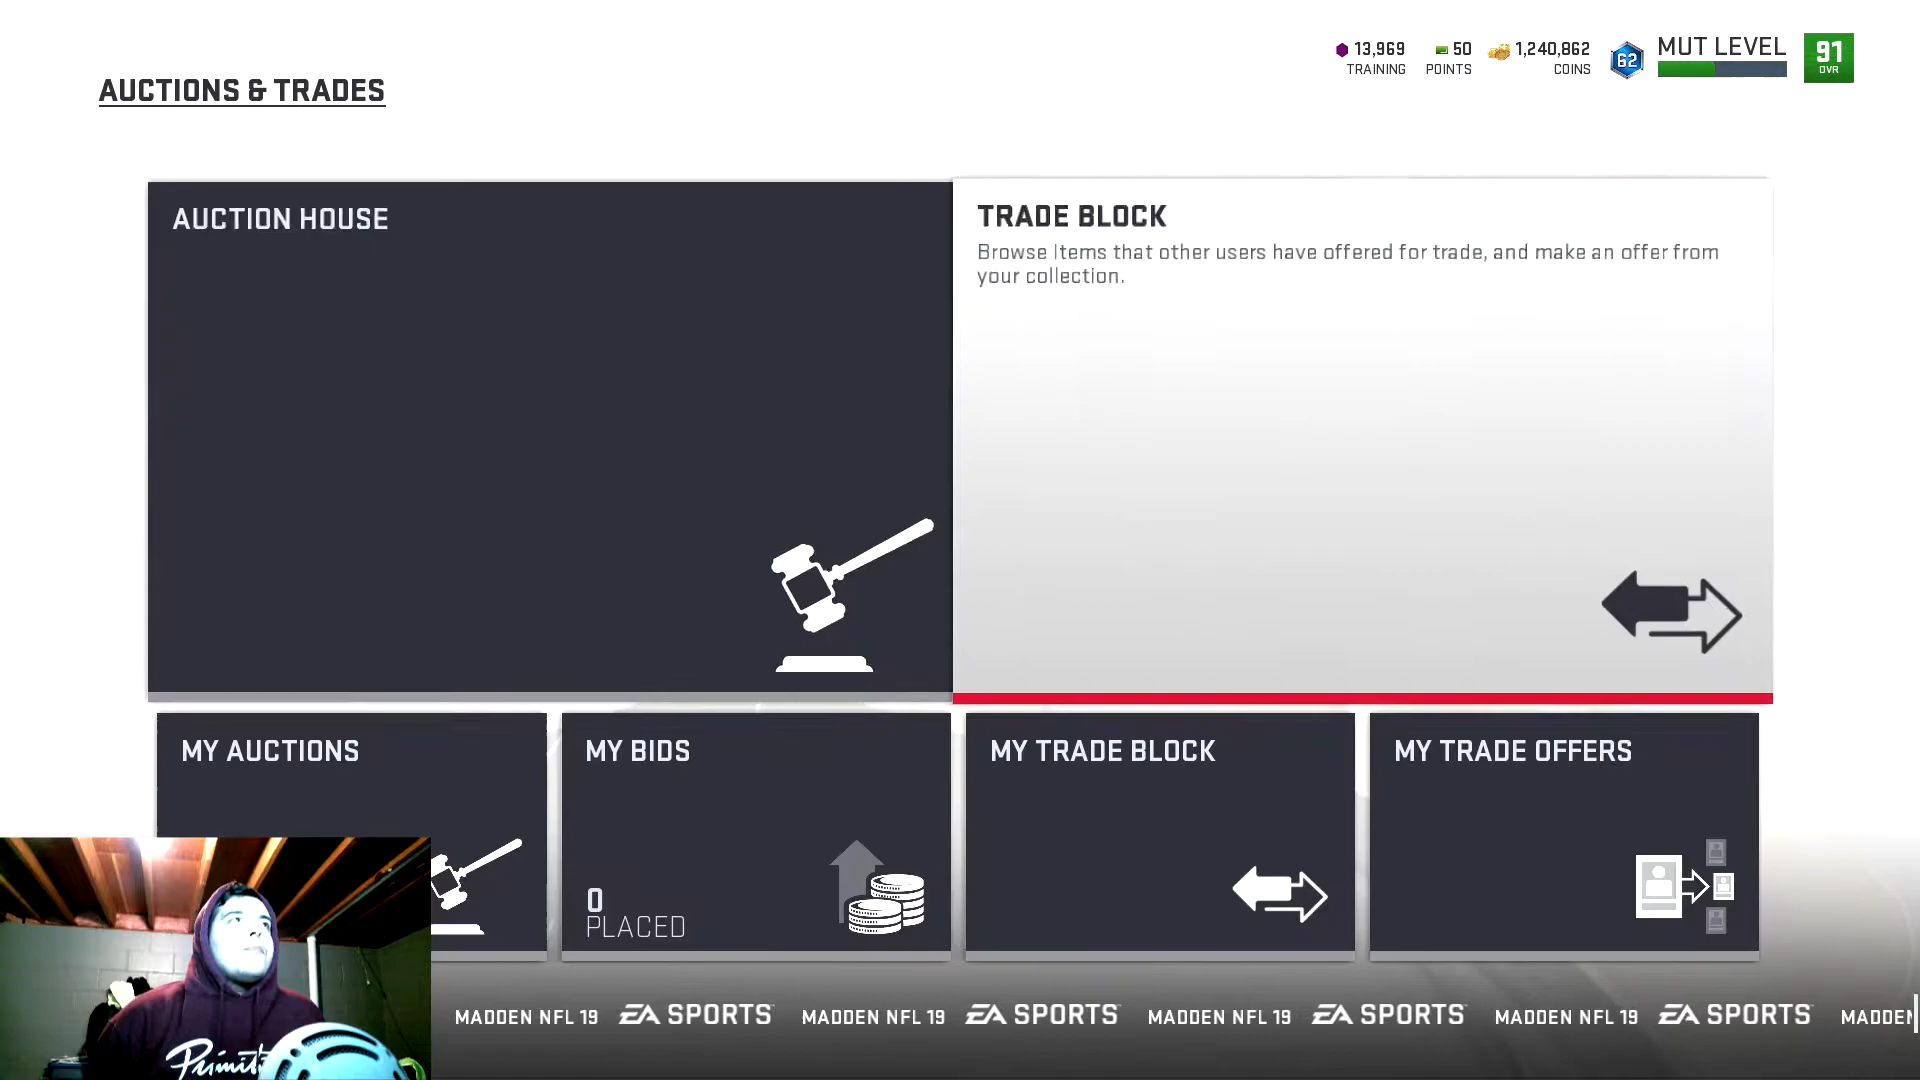 AUCTIONS & TRADES
13,969
TRAINING
50
POINTS
1,240,862
COINS
62
MUT LEVEL
91
OVR
AUCTION HOUSE
TRADE BLOCK
Browse Items that other users have offered for trade, and make an offer from
your collection.
MY AUCTIONS
MY BIDS
0
PLACED
MY TRADE BLOCK
MY TRADE OFFERS
MADDEN NFL 19 EA SPORTS MADDEN NFL 19 EA SPORTS MADDEN NFL 19 EA SPORTS MADDEN NFL 19 EA SPORTS MADDEN